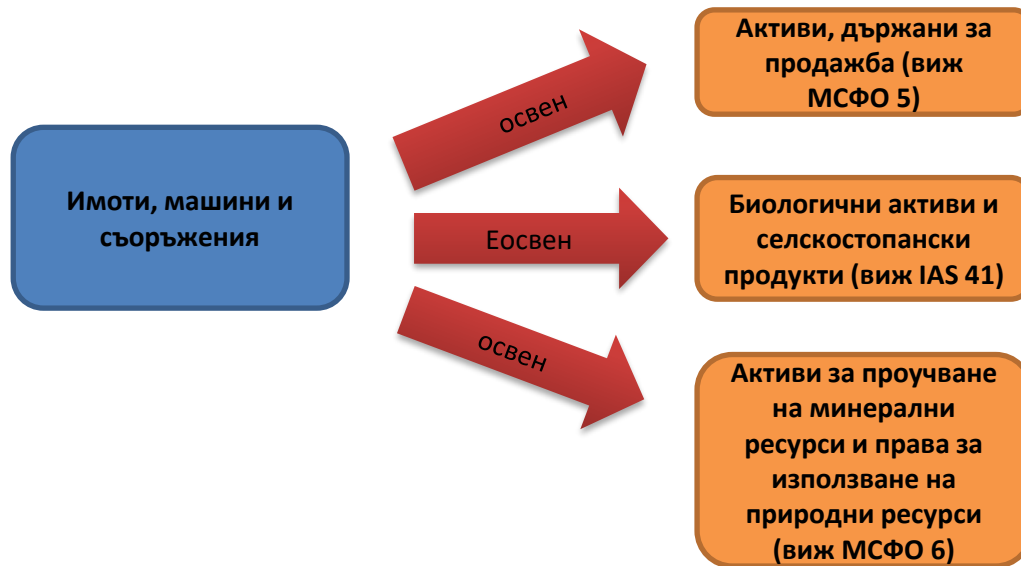 Имоти, машини и
съоръжения
освен
Еосвен
освен
Активи, държани за
продажба (виж
МСФО 5)
Биологични активи и
селскостопански
продукти (виж IAS 41)
Активи за проучване
на минерални
ресурси и права за
използване на
природни ресурси
(виж МСФО 6)